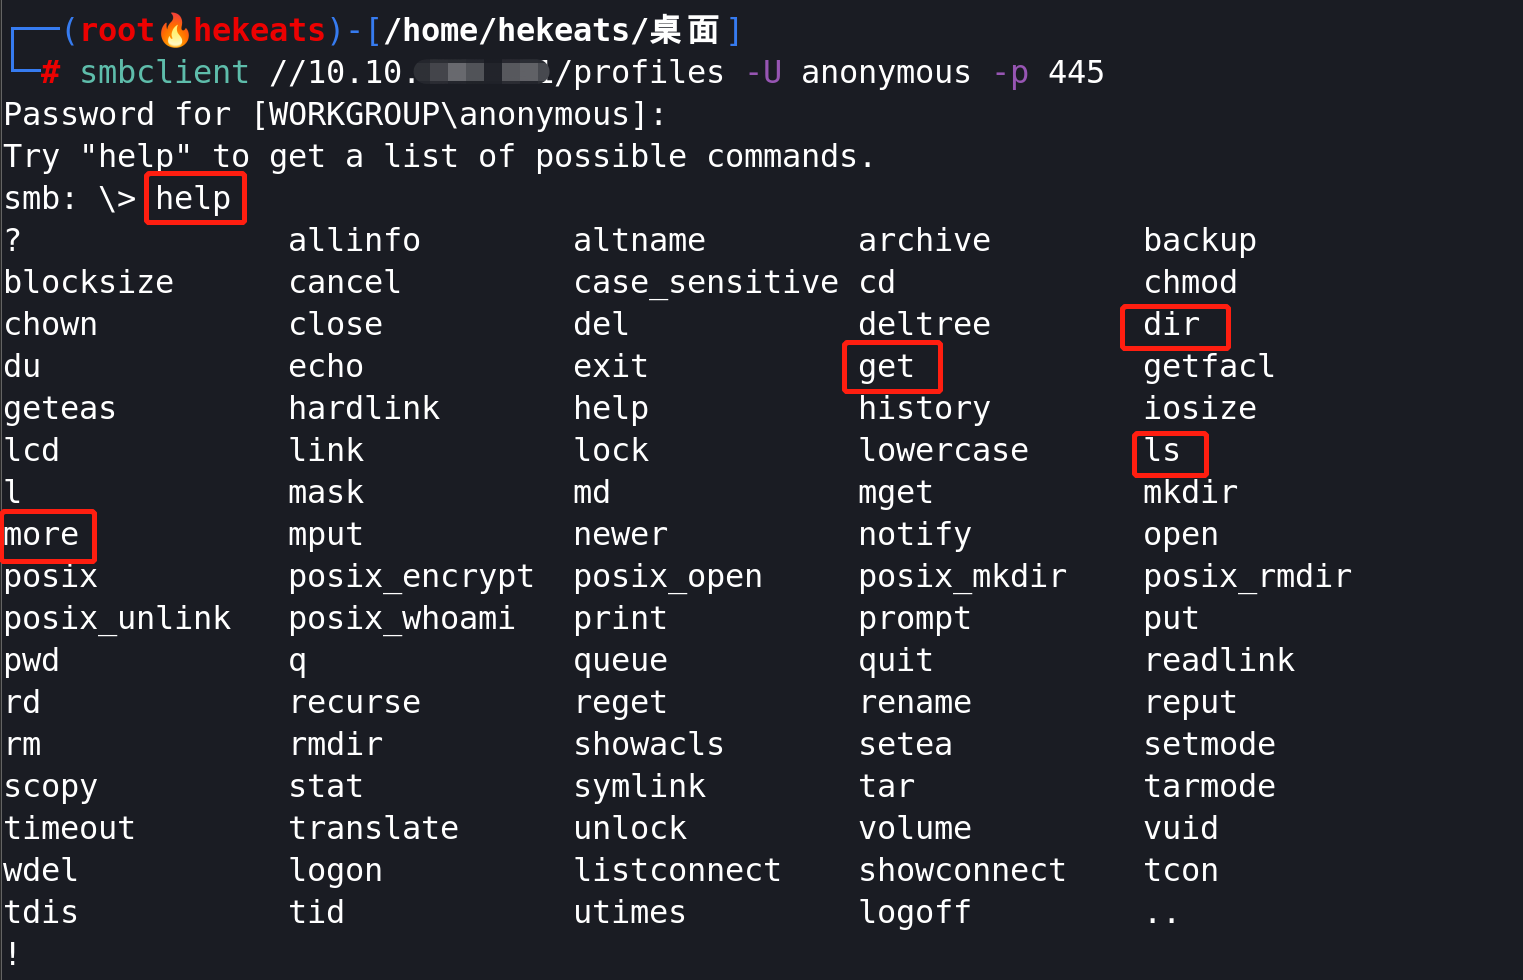 (root🔥hekeats)-[/home/hekeats/桌面]
# smbclient //10.10. /profiles -U anonymous -p 445
Password for [WORKGROUP\anonymous]:
Try "help" to get a list of possible commands.
smb: \> help
? allinfo altname archive backup
blocksize cancel case_sensitive cd chmod
chown close del deltree dir
du echo exit get getfacl
geteas hardlink help history iosize
lcd link lock lowercase ls
l mask md mget mkdir
more mput newer notify open
posix posix_encrypt posix_open posix_mkdir posix_rmdir
posix_unlink posix_whoami print prompt put
pwd q queue quit readlink
rd recurse reget rename reput
rm rmdir showacls setea setmode
scopy stat symlink tar tarmode
timeout translate unlock volume vuid
wdel logon listconnect showconnect tcon
tdis tid utimes logoff ..
!